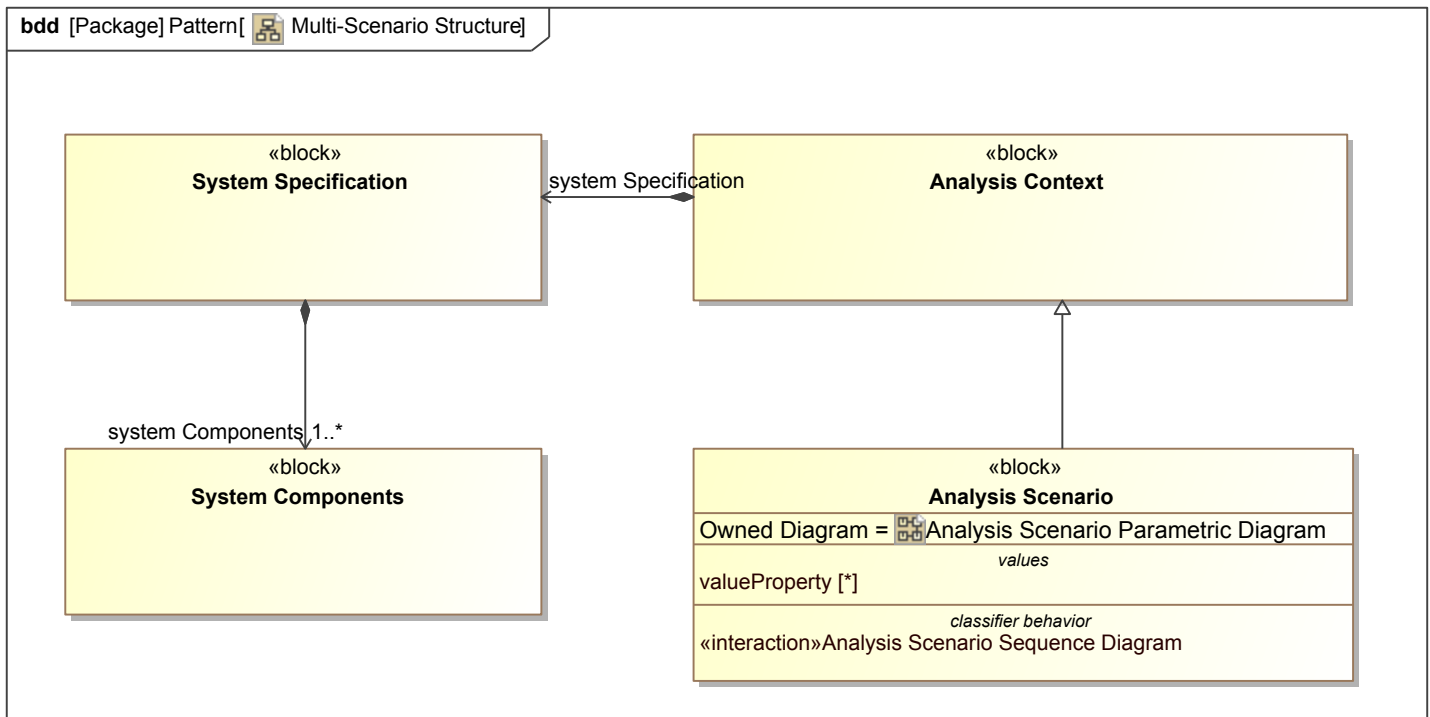 bdd [Package] Pattern[ Multi-Scenario Structure]
«block»
System Specification
system Specification
«block»
Analysis Context
system Components 1..*
«block»
System Components
«block»
Analysis Scenario
Owned Diagram = Analysis Scenario Parametric Diagram
values
valueProperty [*]
classifier behavior
«interaction»Analysis Scenario Sequence Diagram